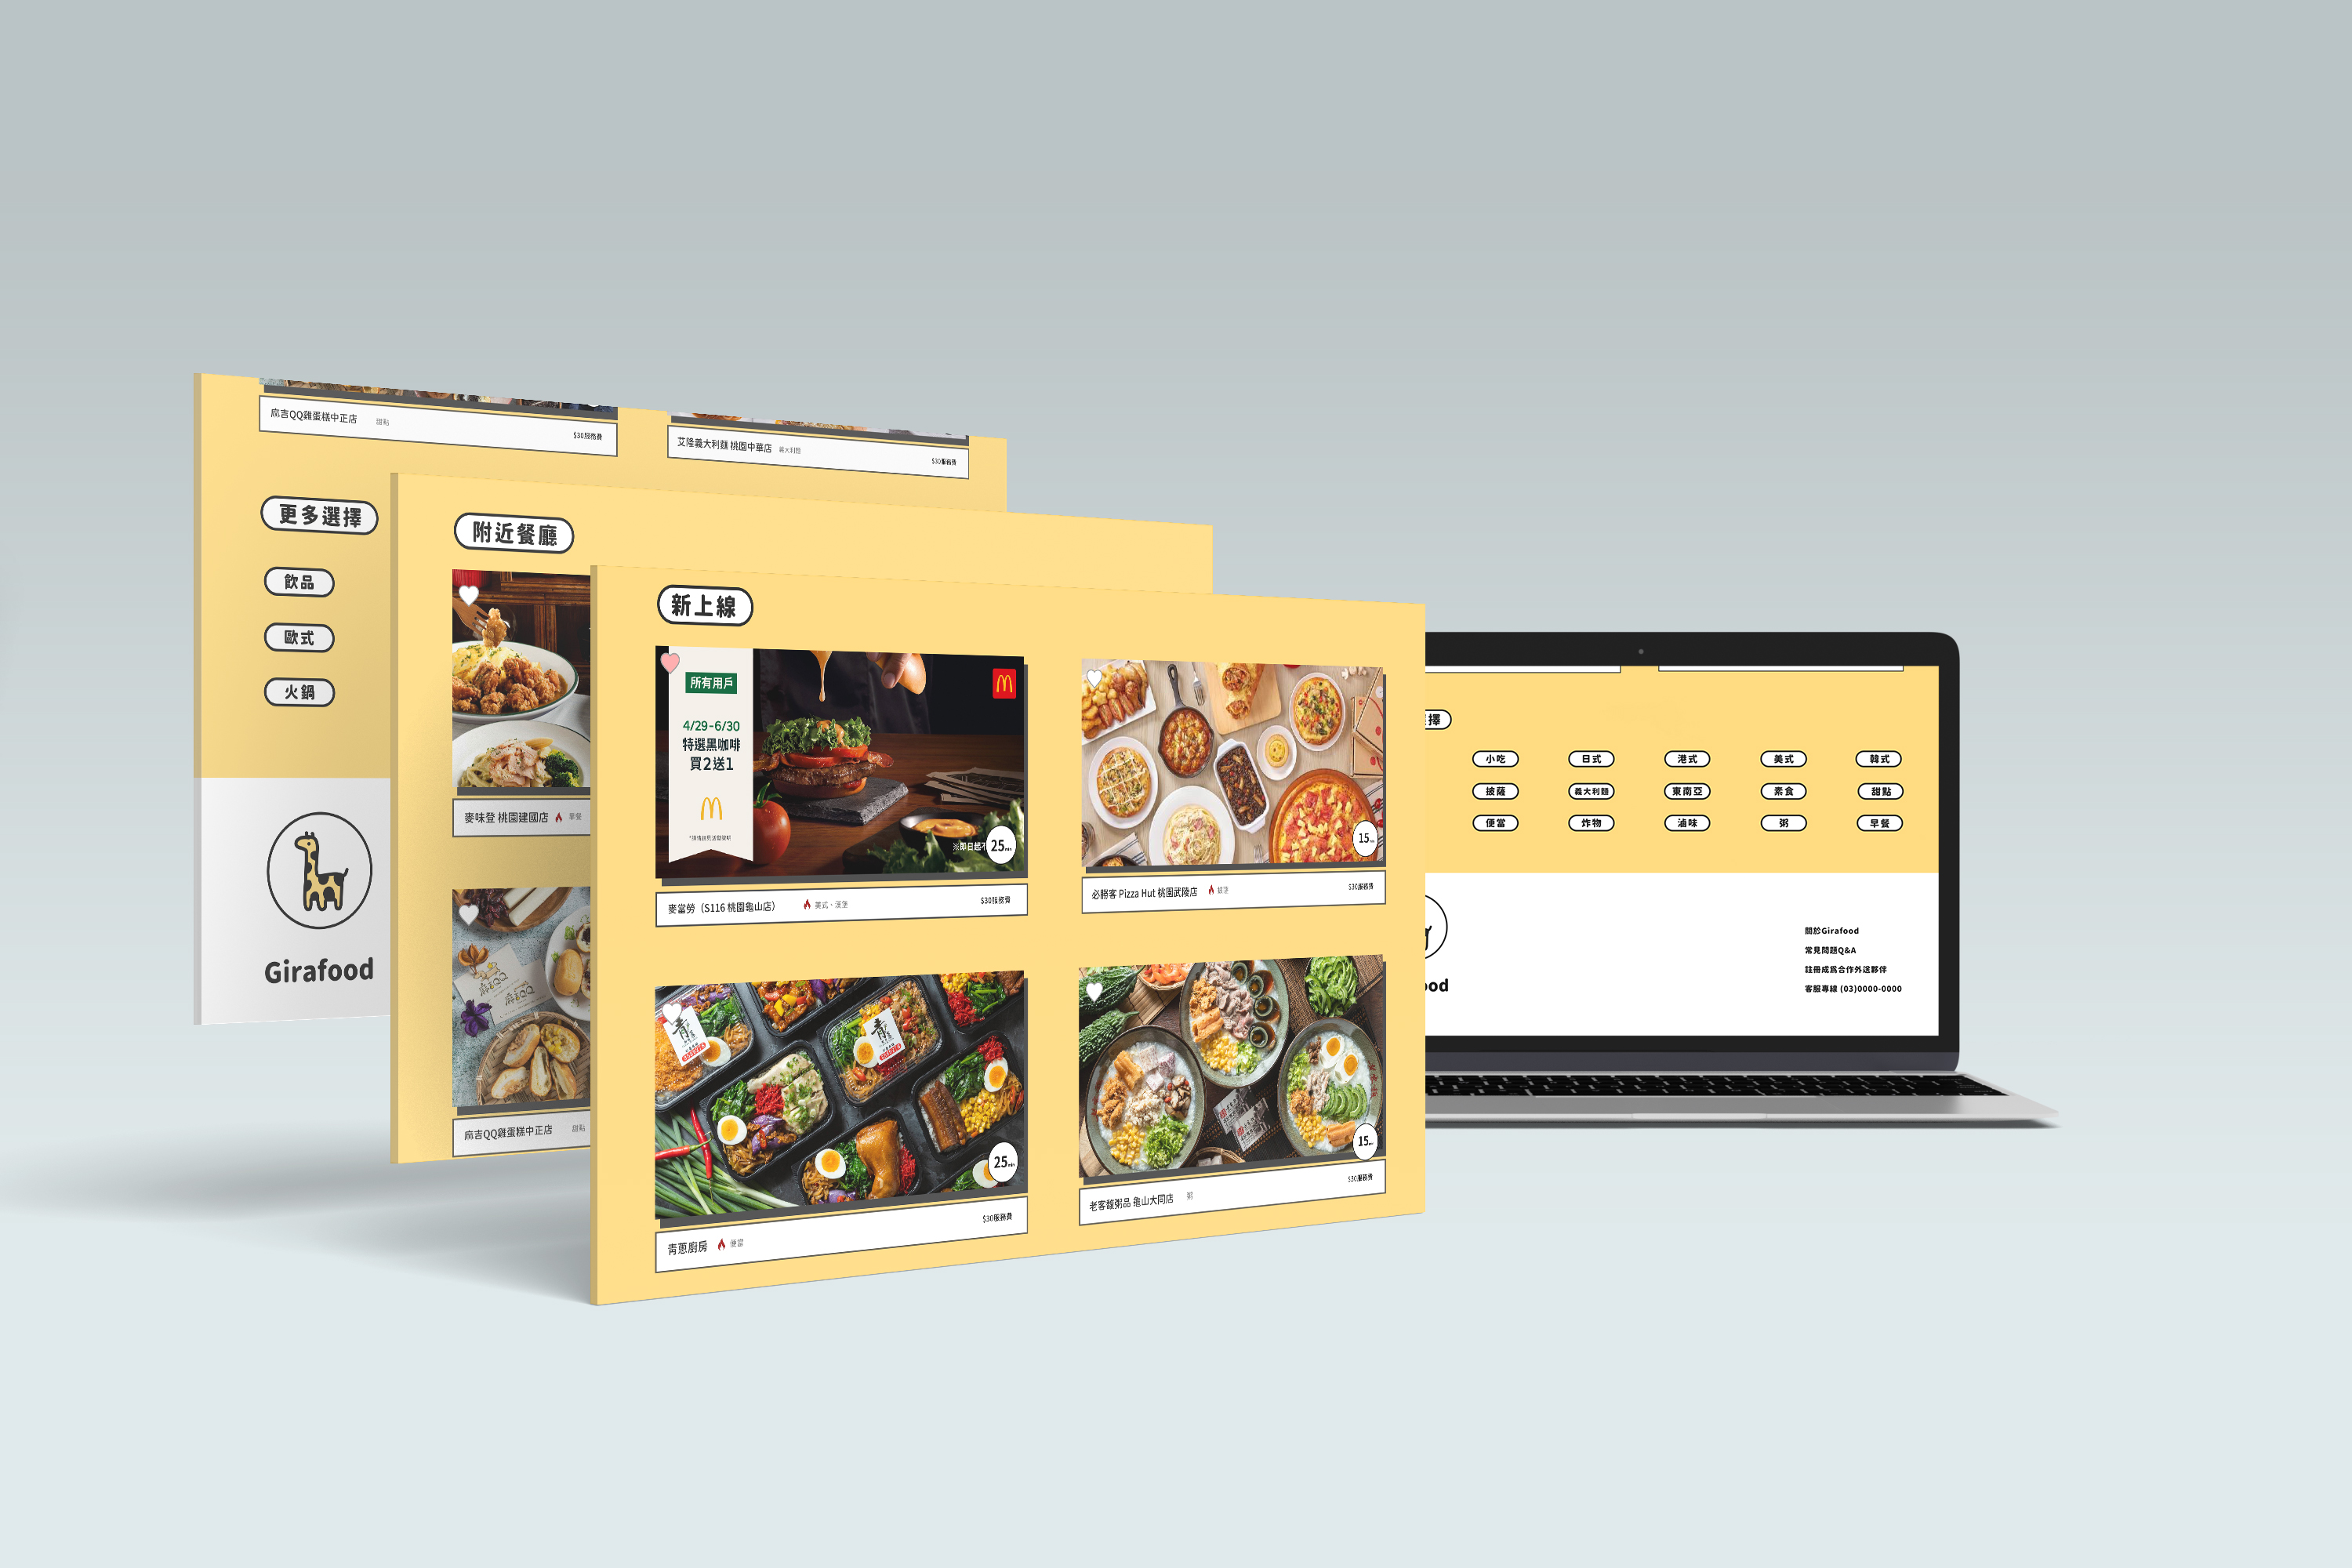 麻吉QQ雞蛋糕中正店 甜點 $30服務費
艾隆義大利麵 桃園中華店 義大利麵 $30服務費
更多選擇
飲品
歐式
火鍋
Girafood
附近餐廳
麥味登 桃園建國店 早餐
麻吉QQ雞蛋糕中正店 甜點
新上線
所有用戶
4/29-6/30
特選黑咖啡
買2送1
※即日起
25min
麥當勞（S116 桃園龜山店） 美式、漢堡 $30服務費
15min
必勝客 Pizza Hut 桃園武陵店 $30服務費
青
青
25min
青蔥廚房 便當 $30服務費
15min
老客馥粥品 龜山大同店 粥 $30服務費
擇
小吃 日式 港式 美式 韓式
披薩 義大利麵 東南亞 素食 甜點
便當 炸物 滷味 粥 早餐
ood
關於Girafood
常見問題Q&A
註冊成為合作外送夥伴
客服專線 (03)0000-0000